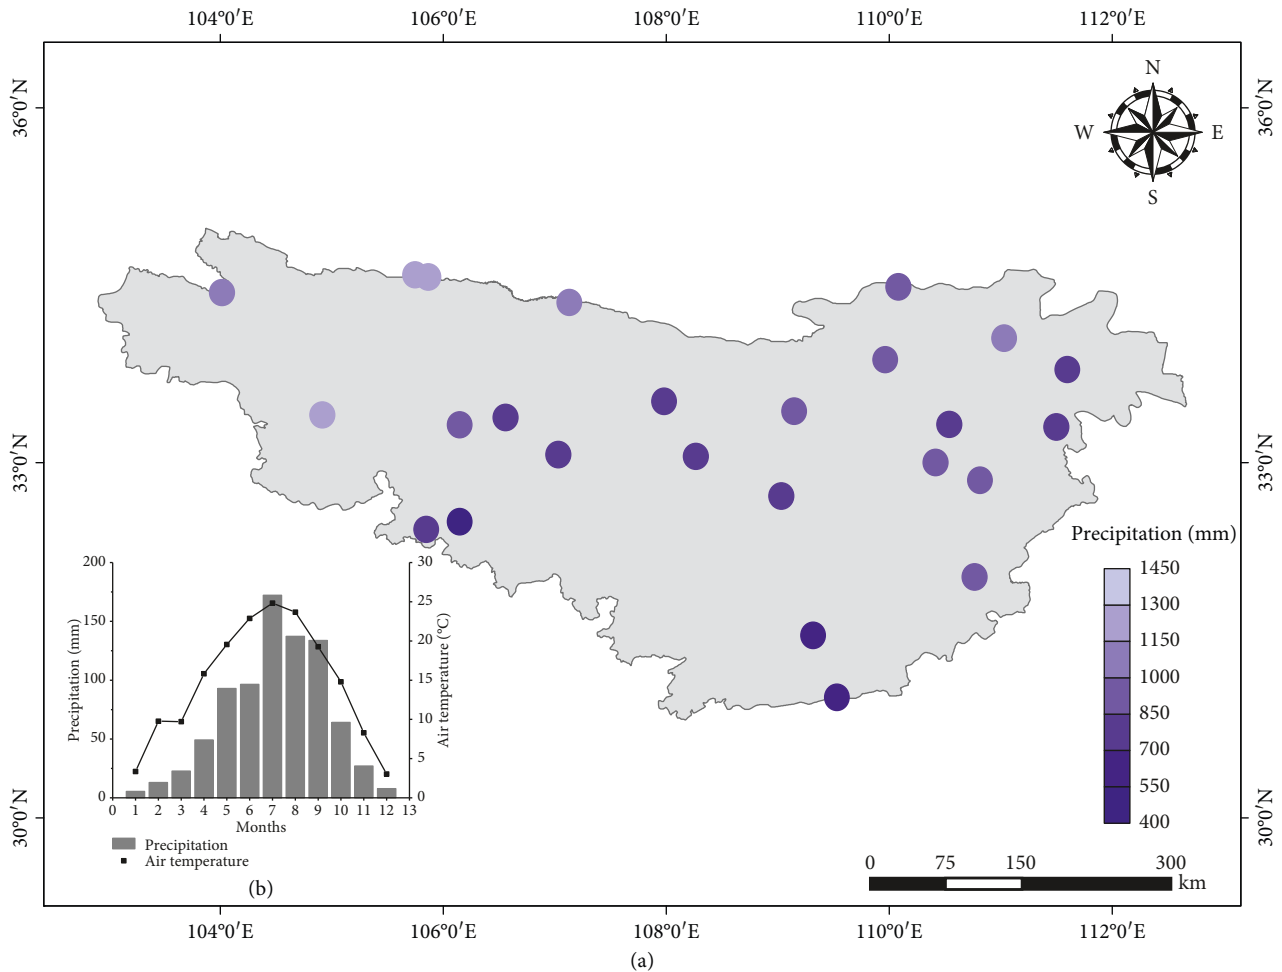 104°0′E 106°0′E 108°0′E 110°0′E 112°0′E
36°0′N 36°0′N
N
W E
S
33°0′N 33°0′N
Precipitation (mm)
1450
1300
1150
1000
850
700
550
400
200 30
25
150
20
100 15
10
50
5
0 0
Precipitation (mm)
Air temperature (°C)
0 1 2 3 4 5 6 7 8 9 10 11 12 13
Months
Precipitation
Air temperature
(b)
30°0′N 30°0′N
0 75 150 300
km
104°0′E 106°0′E 108°0′E 110°0′E 112°0′E
(a)